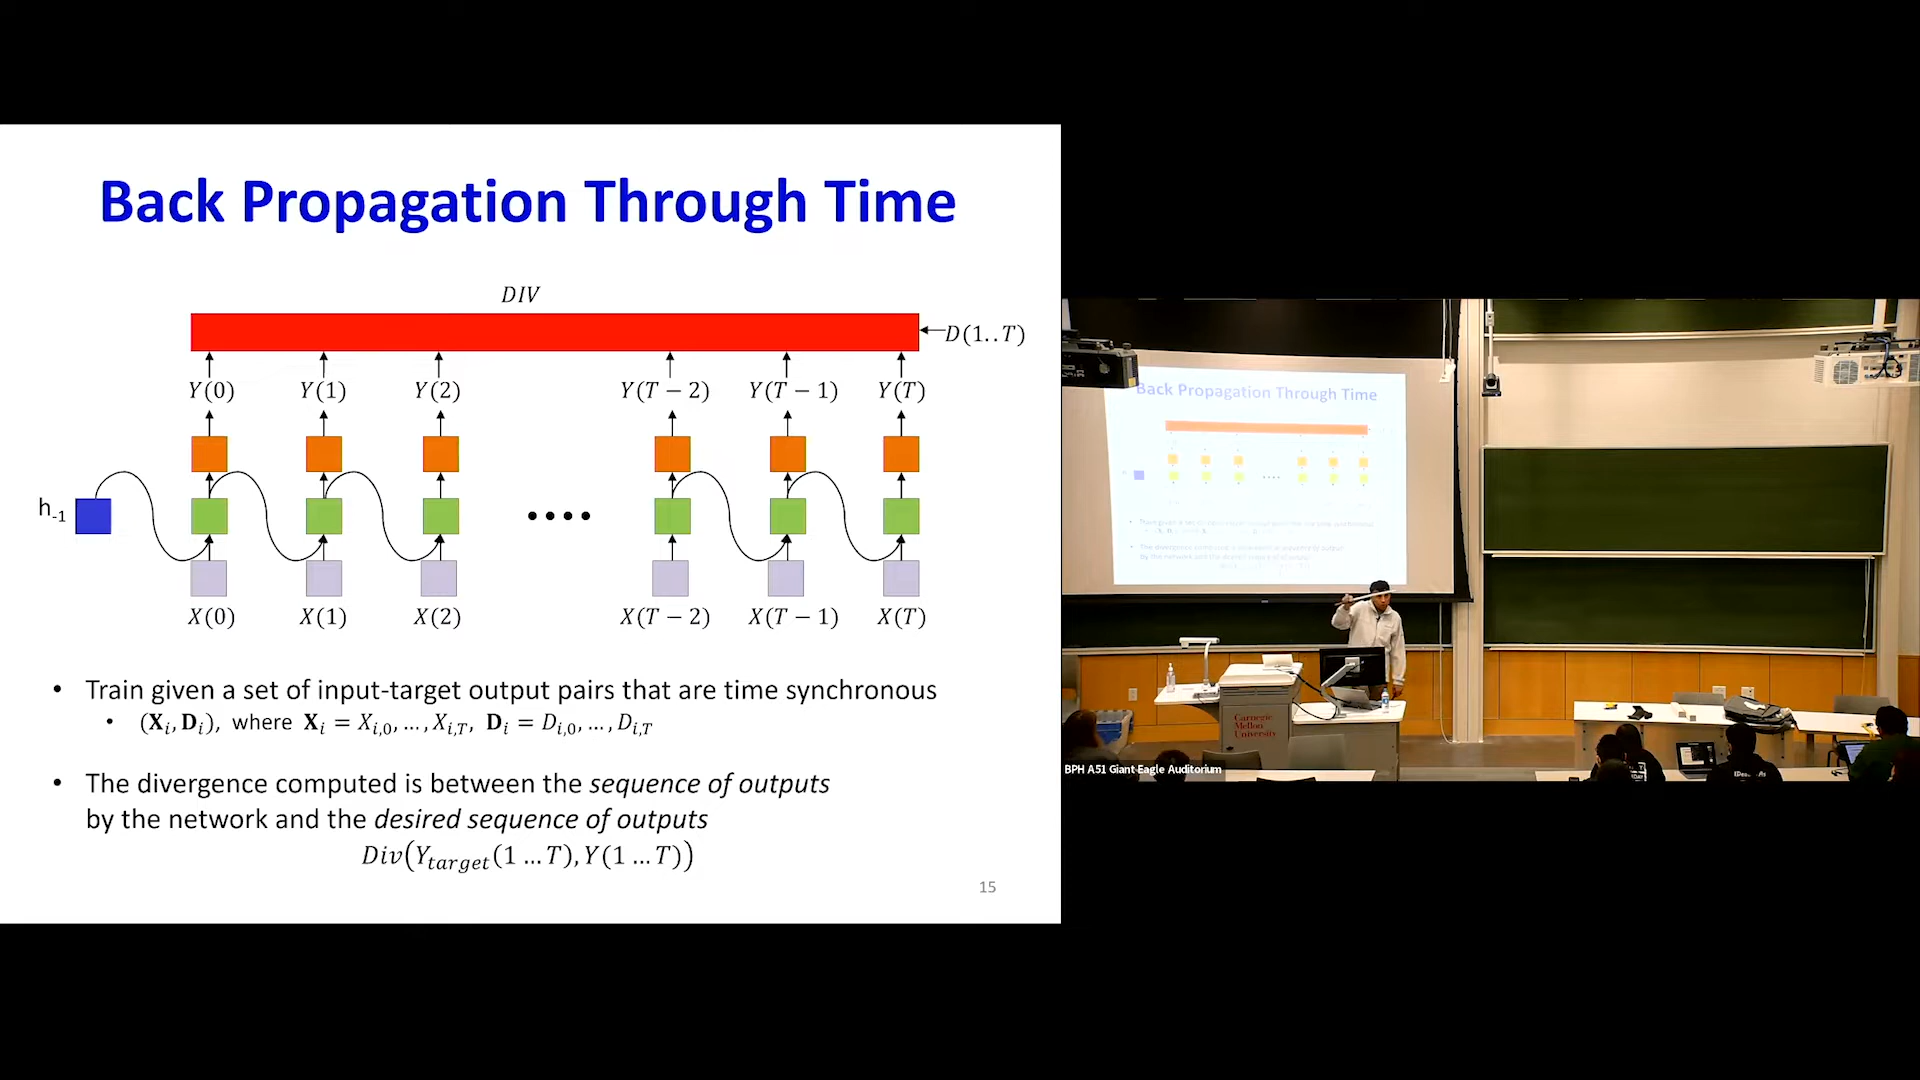 Back Propagation Through Time
DIV
D(1..T)
Y(0) Y(1) Y(2) Y(T − 2) Y(T − 1) Y(T)
h-1
• • • •
X(0) X(1) X(2) X(T − 2) X(T − 1) X(T)
• Train given a set of input-target output pairs that are time synchronous
• (𝐗ᵢ, 𝐃ᵢ), where 𝐗ᵢ = Xᵢ,₀, … , Xᵢ,T, 𝐃ᵢ = Dᵢ,₀, … , Dᵢ,T
• The divergence computed is between the sequence of outputs
by the network and the desired sequence of outputs
Div(Ytarget(1 … T), Y(1 … T))
15
Back Propagation Through Time
Carnegie
Mellon
University
BPH A51 Giant Eagle Auditorium